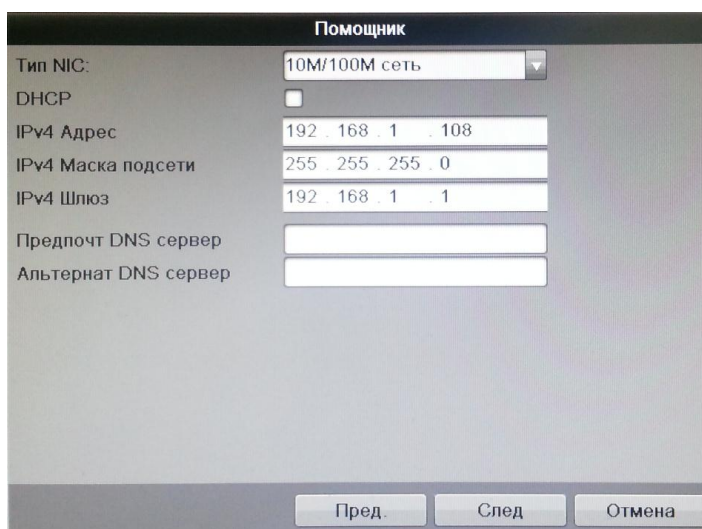 Помощник
Тип NIC: 10M/100M сеть
DHCP
IPv4 Адрес 192 . 168 . 1 . 108
IPv4 Маска подсети 255 . 255 . 255 . 0
IPv4 Шлюз 192 . 168 . 1 . 1
Предпочт DNS сервер
Альтернат DNS сервер
Пред. След Отмена